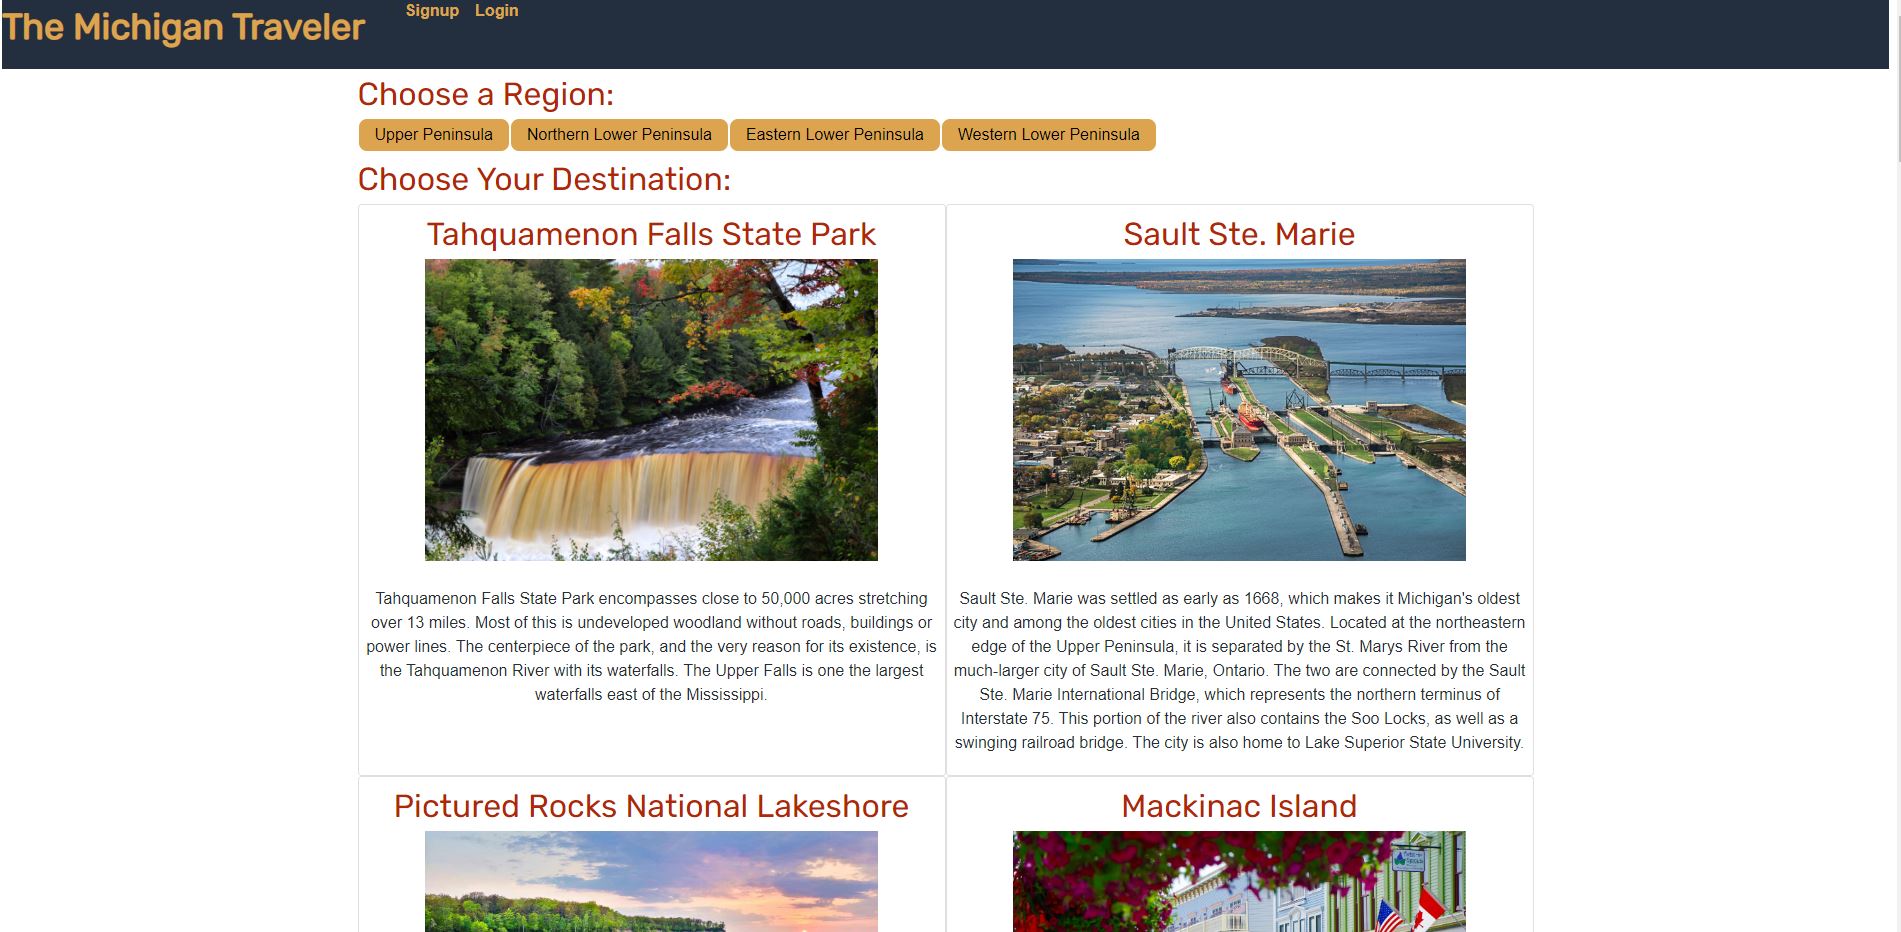 The Michigan Traveler
Signup Login
Choose a Region:
Upper Peninsula Northern Lower Peninsula Eastern Lower Peninsula Western Lower Peninsula
Choose Your Destination:
Tahquamenon Falls State Park
Tahquamenon Falls State Park encompasses close to 50,000 acres stretching
over 13 miles. Most of this is undeveloped woodland without roads, buildings or
power lines. The centerpiece of the park, and the very reason for its existence, is
the Tahquamenon River with its waterfalls. The Upper Falls is one the largest
waterfalls east of the Mississippi.
Sault Ste. Marie
Sault Ste. Marie was settled as early as 1668, which makes it Michigan's oldest
city and among the oldest cities in the United States. Located at the northeastern
edge of the Upper Peninsula, it is separated by the St. Marys River from the
much-larger city of Sault Ste. Marie, Ontario. The two are connected by the Sault
Ste. Marie International Bridge, which represents the northern terminus of
Interstate 75. This portion of the river also contains the Soo Locks, as well as a
swinging railroad bridge. The city is also home to Lake Superior State University.
Pictured Rocks National Lakeshore
Mackinac Island